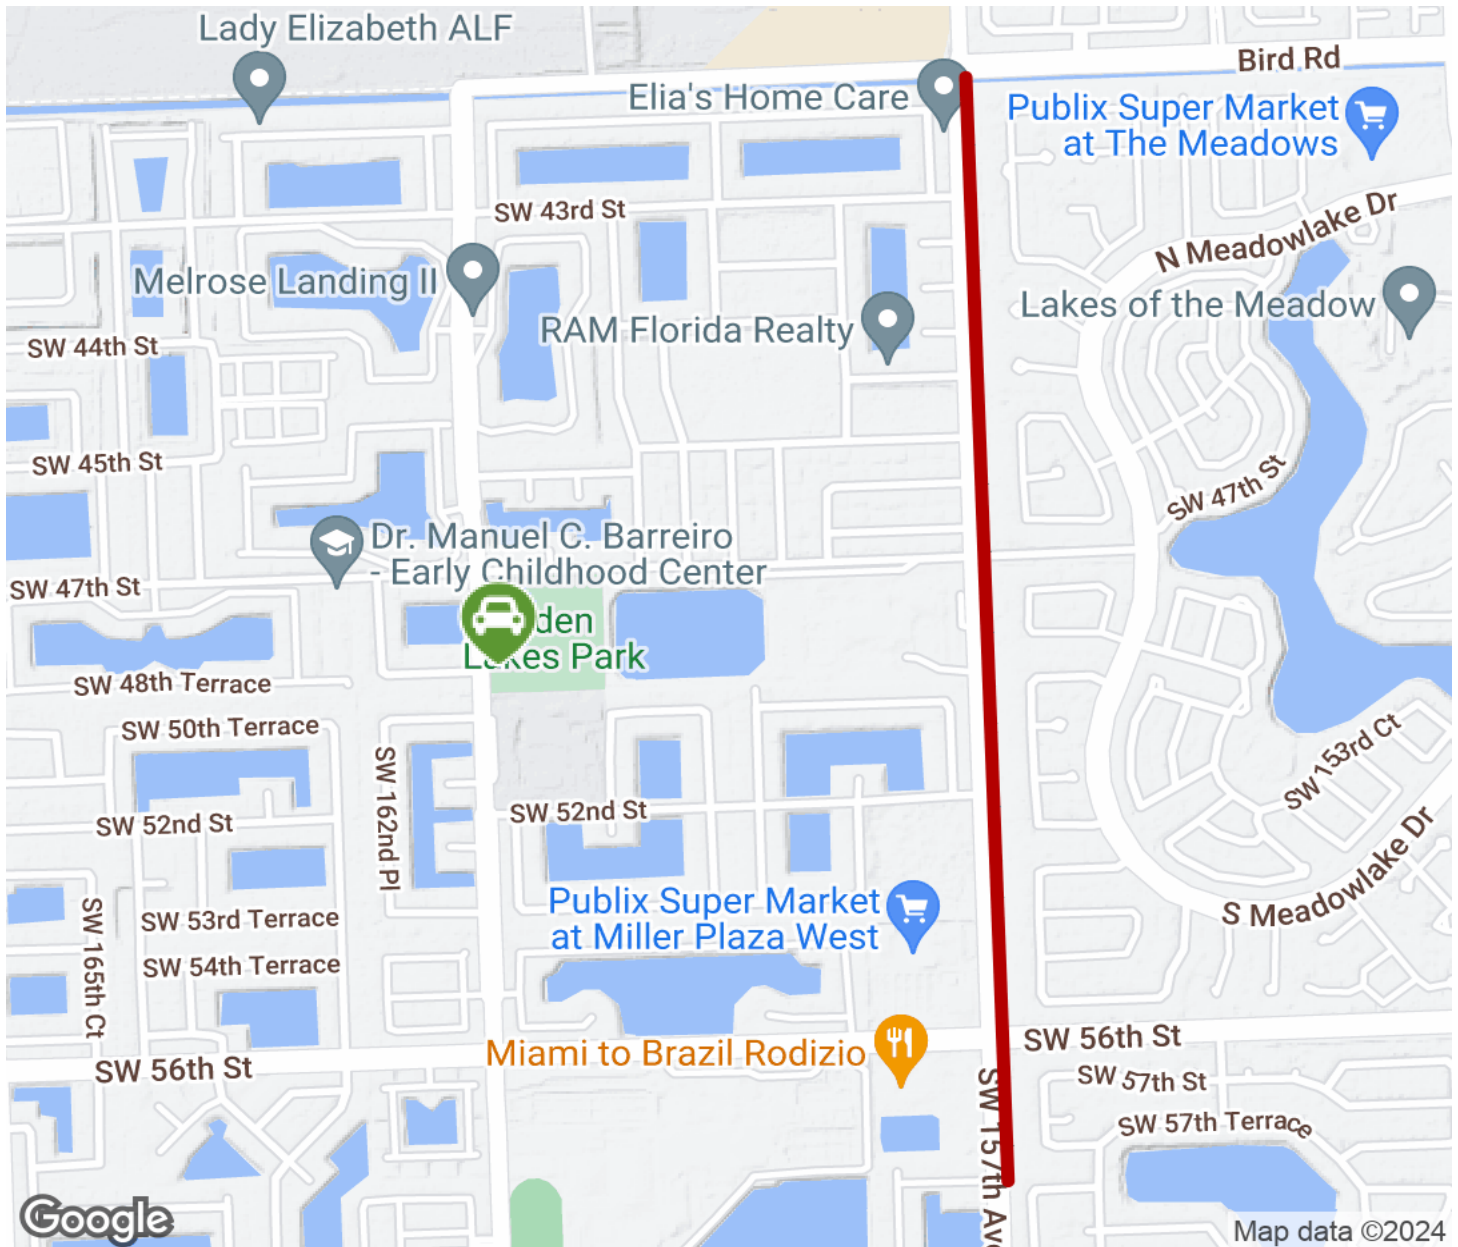 Lady Elizabeth ALF
Bird Rd
Elia's Home Care
Publix Super Market
at The Meadows
SW 43rd St
N Meadowlake Dr
Melrose Landing II
Lakes of the Meadow
RAM Florida Realty
SW 44th St
SW 45th St
SW 47th St
Dr. Manuel C. Barreiro
- Early Childhood Center
SW 47th St
Lakes Park
SW 48th Terrace
SW 50th Terrace
SW 153rd Ct
SW 162nd Pl
SW 52nd St
SW 52nd St
S Meadowlake Dr
Publix Super Market
at Miller Plaza West
SW 53rd Terrace
SW 165th Ct
SW 54th Terrace
SW 56th St
Miami to Brazil Rodizio
SW 56th St
SW 57th St
SW 57th Terrace
SW 157th Ave
Google
Map data ©2024